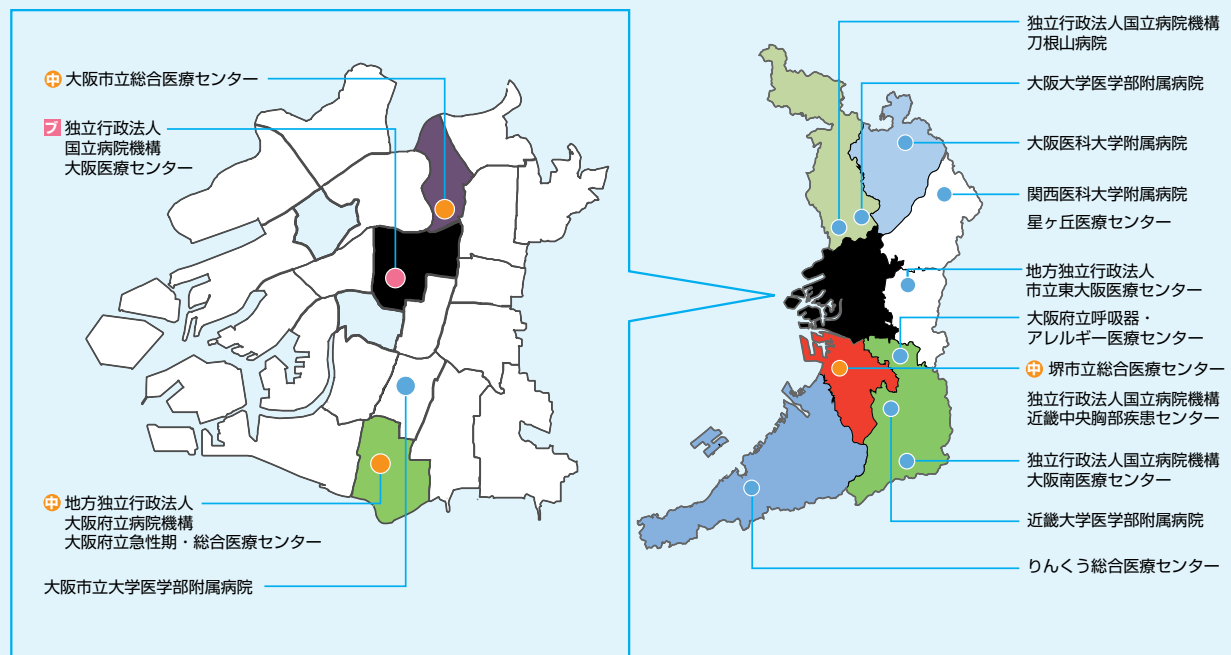 中 大阪市立総合医療センター
ブ 独立行政法人
国立病院機構
大阪医療センター
中 地方独立行政法人
大阪府立病院機構
大阪府立急性期・総合医療センター
大阪市立大学医学部附属病院
独立行政法人国立病院機構
刀根山病院
大阪大学医学部附属病院
大阪医科大学附属病院
関西医科大学附属病院
星ヶ丘医療センター
地方独立行政法人
市立東大阪医療センター
大阪府立呼吸器・
アレルギー医療センター
中 堺市立総合医療センター
独立行政法人国立病院機構
近畿中央胸部疾患センター
独立行政法人国立病院機構
大阪南医療センター
近畿大学医学部附属病院
りんくう総合医療センター